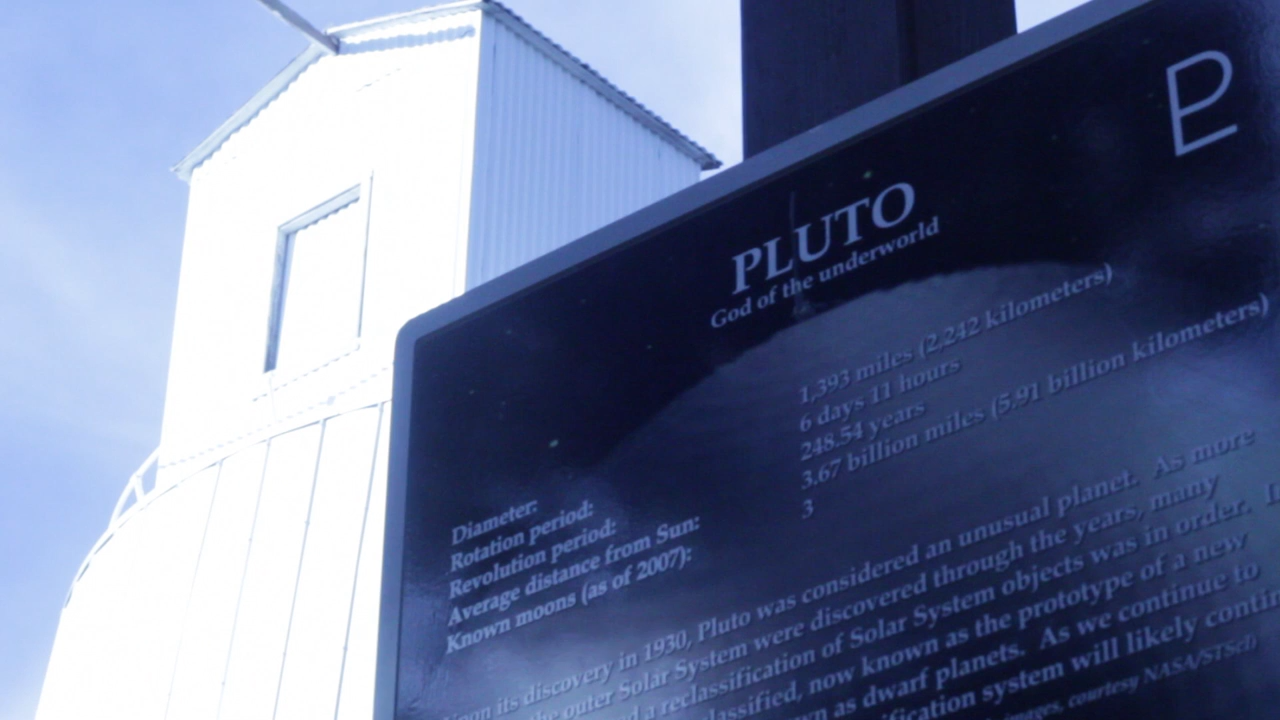 PLUTO
God of the underworld
Diameter: 1,393 miles (2,242 kilometers)
Rotation period: 6 days 11 hours
Revolution period: 248.54 years
Average distance from Sun: 3.67 billion miles (5.91 billion kilometers)
Known moons (as of 2007): 3
its discovery in 1930, Pluto was considered an unusual planet. As more
the outer Solar System were discovered through the years, many
a reclassification of Solar System objects was in order.
classified, now known as the prototype of a new
as dwarf planets. As we continue to
system will likely
images, courtesy NASA/STScI)